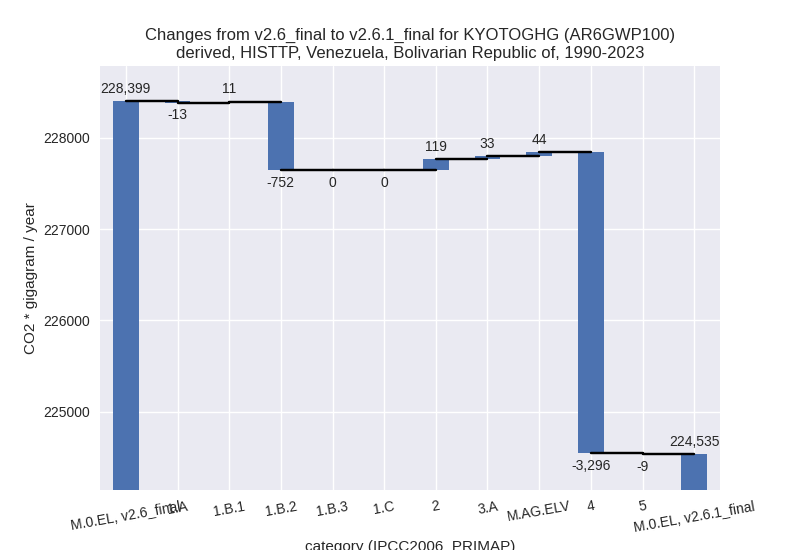 Changes from v2.6_final to v2.6.1_final for KYOTOGHG (AR6GWP100)
derived, HISTTP, Venezuela, Bolivarian Republic of, 1990-2023
CO2 * gigagram / year
228000
227000
226000
225000
228,399
-13
11
-752
0
0
119
33
44
-3,296
-9
224,535
M.0.EL, v2.6_final
1.A
1.B.1
1.B.2
1.B.3
1.C
2
3.A
M.AG.ELV
4
5
M.0.EL, v2.6.1_final
category (IPCC2006_PRIMAP)